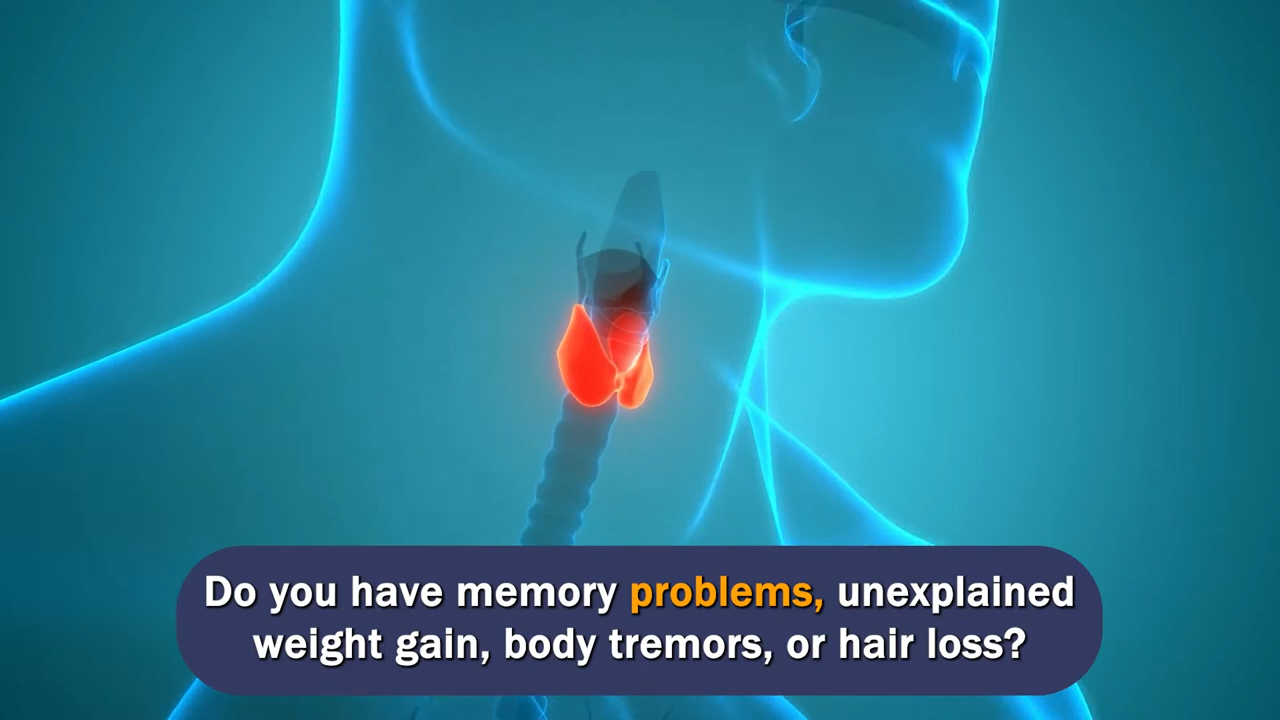 Do you have memory problems, unexplained
weight gain, body tremors, or hair loss?